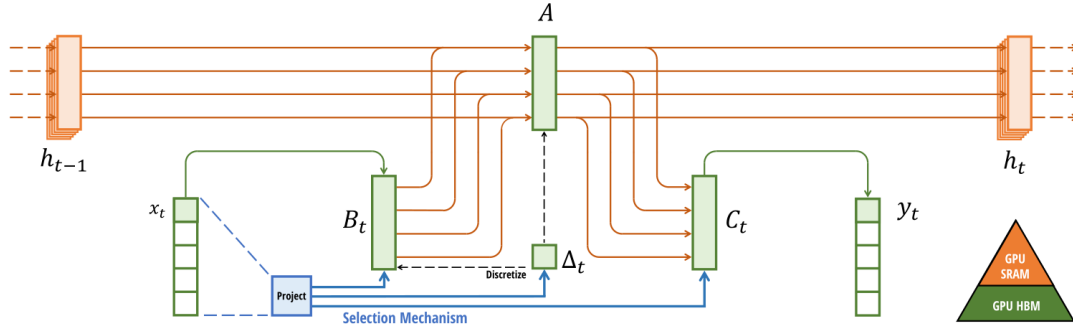 A
h_{t-1}
h_t
x_t
B_t
C_t
y_t
Δ_t
Discretize
Project
Selection Mechanism
GPU
SRAM
GPU HBM